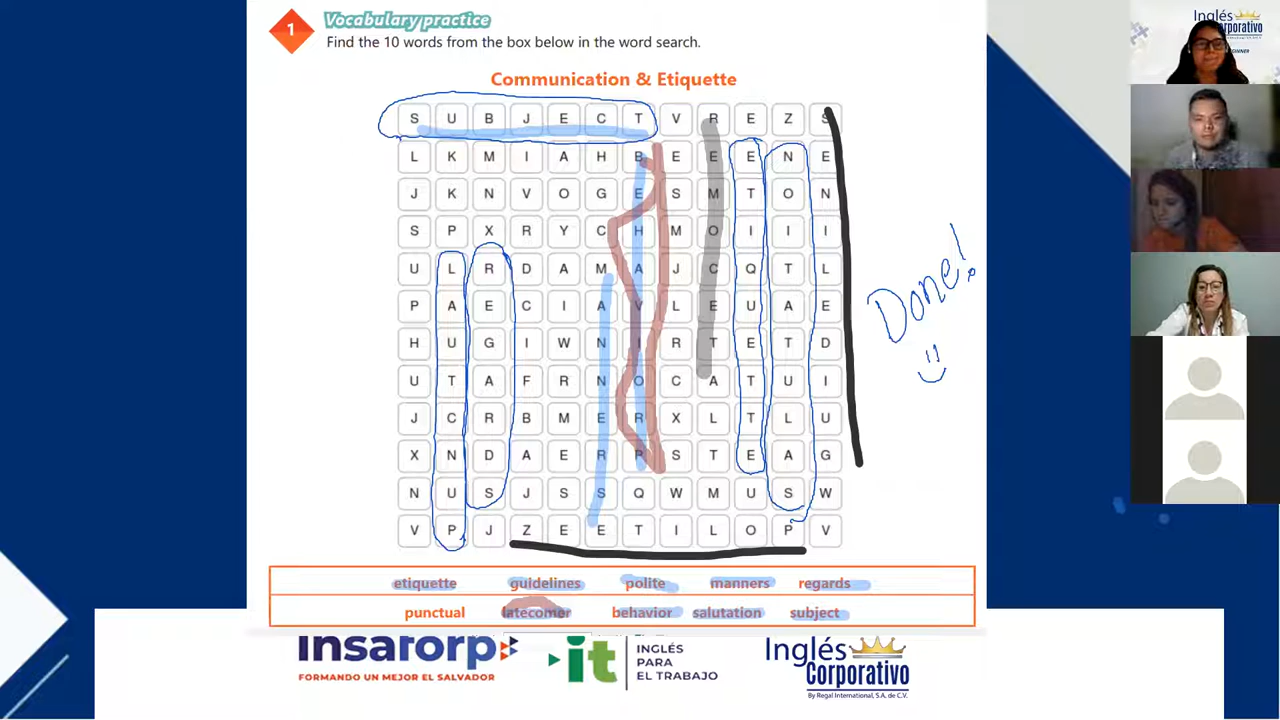 Inglés
Corporativo
1
Vocabulary practice
Find the 10 words from the box below in the word search.
Communication & Etiquette
S U B J E C T V R E Z S
L K M I A H B E E E N E
J K N V O G E S M T O N
S P X R Y C H M O I I I
U L R D A M A J C Q T L
P A E C I A V L E U A E
H U G I W N I R T E T D
U T A F R N O C A T U I
J C R B M E R X L T L U
X N D A E R P S T E A G
N U S J S S Q W M U S W
V P J Z E E T I L O P V
Done!
etiquette guidelines polite manners regards
punctual latecomer behavior salutation subject
insaforp
FORMANDO UN MEJOR EL SALVADOR
it
INGLÉS
PARA
EL TRABAJO
Inglés
Corporativo
By Regal International, S.A. de C.V.